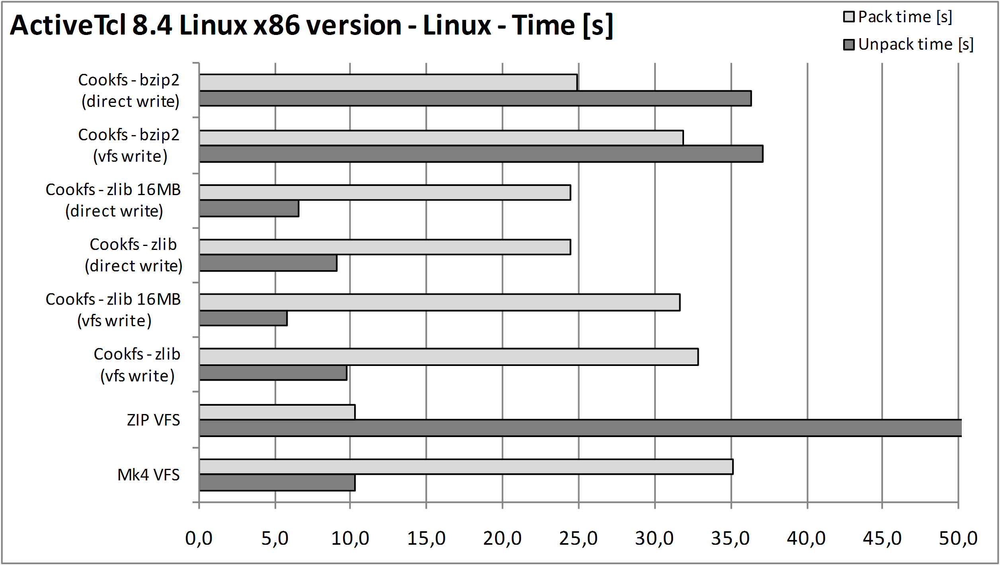 ActiveTcl 8.4 Linux x86 version - Linux - Time [s]
Pack time [s]
Unpack time [s]
Cookfs - bzip2
(direct write)
Cookfs - bzip2
(vfs write)
Cookfs - zlib 16MB
(direct write)
Cookfs - zlib
(direct write)
Cookfs - zlib 16MB
(vfs write)
Cookfs - zlib
(vfs write)
ZIP VFS
Mk4 VFS
0,0 5,0 10,0 15,0 20,0 25,0 30,0 35,0 40,0 45,0 50,0